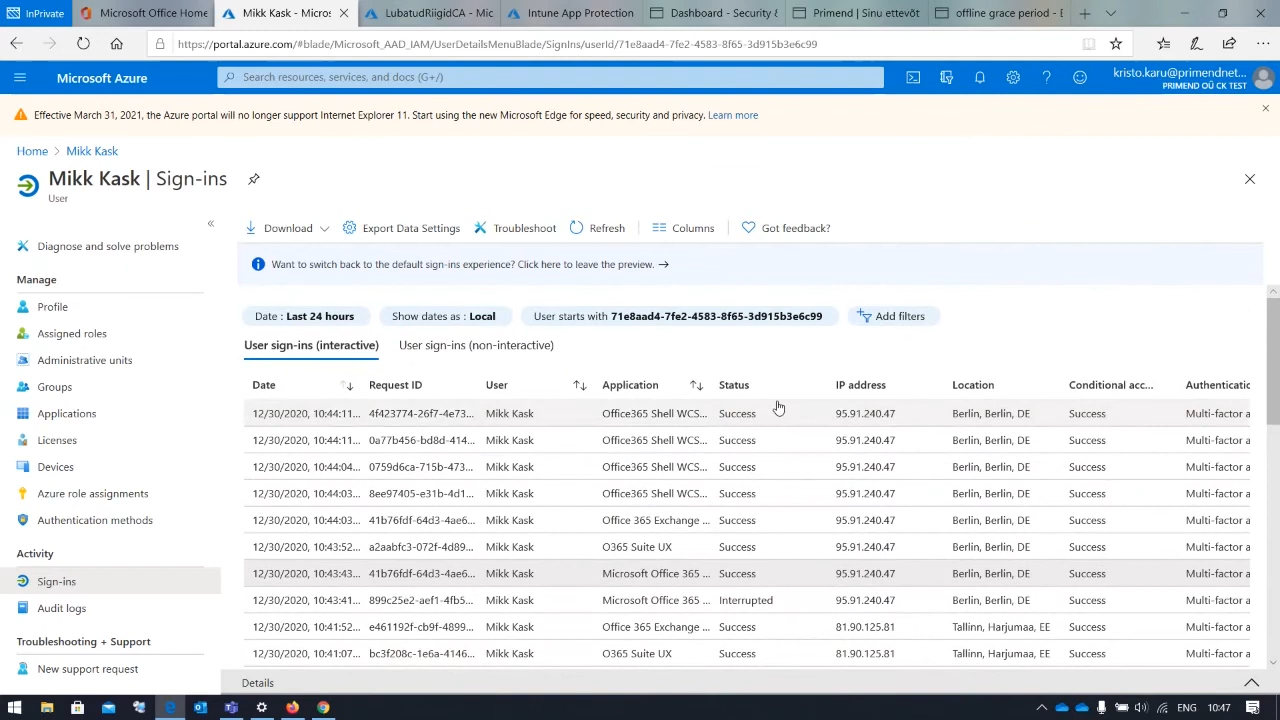 InPrivate
Microsoft Office Home
Mikk Kask - Micros
LubatudRiigidCA - Mic
Intune App Protection
Dashboard - Security &
Primend | Sinu ettevõt
offline grace period - E
https://portal.azure.com/#blade/Microsoft_AAD_IAM/UserDetailsMenuBlade/SignIns/userId/71e8aad4-7fe2-4583-8f65-3d915b3e6c99
Microsoft Azure
Search resources, services, and docs (G+/)
kristo.karu@primendnet...
PRIMEND OÜ CK TEST
Effective March 31, 2021, the Azure portal will no longer support Internet Explorer 11. Start using the new Microsoft Edge for speed, security and privacy. Learn more
Home > Mikk Kask
Mikk Kask | Sign-ins
User
«
Diagnose and solve problems
Manage
Profile
Assigned roles
Administrative units
Groups
Applications
Licenses
Devices
Azure role assignments
Authentication methods
Activity
Sign-ins
Audit logs
Troubleshooting + Support
New support request
Download
Export Data Settings
Troubleshoot
Refresh
Columns
Got feedback?
Want to switch back to the default sign-ins experience? Click here to leave the preview. →
Date : Last 24 hours
Show dates as : Local
User starts with 71e8aad4-7fe2-4583-8f65-3d915b3e6c99
Add filters
User sign-ins (interactive)
User sign-ins (non-interactive)
Date Request ID User Application Status IP address Location Conditional acc... Authenticatio
12/30/2020, 10:44:11... 4f423774-26f7-4e73... Mikk Kask Office365 Shell WCS... Success 95.91.240.47 Berlin, Berlin, DE Success Multi-factor a
12/30/2020, 10:44:11... 0a77b456-bd8d-414... Mikk Kask Office365 Shell WCS... Success 95.91.240.47 Berlin, Berlin, DE Success Multi-factor a
12/30/2020, 10:44:04... 0759d6ca-715b-473... Mikk Kask Office365 Shell WCS... Success 95.91.240.47 Berlin, Berlin, DE Success Multi-factor a
12/30/2020, 10:44:03... 8ee97405-e31b-4d1... Mikk Kask Office365 Shell WCS... Success 95.91.240.47 Berlin, Berlin, DE Success Multi-factor a
12/30/2020, 10:44:03... 41b76fdf-64d3-4ae6... Mikk Kask Office 365 Exchange ... Success 95.91.240.47 Berlin, Berlin, DE Success Multi-factor a
12/30/2020, 10:43:52... a2aabfc3-072f-4d89... Mikk Kask O365 Suite UX Success 95.91.240.47 Berlin, Berlin, DE Success Multi-factor a
12/30/2020, 10:43:43... 41b76fdf-64d3-4ae6... Mikk Kask Microsoft Office 365 ... Success 95.91.240.47 Berlin, Berlin, DE Success Multi-factor a
12/30/2020, 10:43:41... 899c25e2-aef1-4fb5... Mikk Kask Microsoft Office 365 ... Interrupted 95.91.240.47 Berlin, Berlin, DE Success Multi-factor a
12/30/2020, 10:41:52... e461192f-cb9f-4899... Mikk Kask Office 365 Exchange ... Success 81.90.125.81 Tallinn, Harjumaa, EE Success Multi-factor a
12/30/2020, 10:41:07... bc3f208c-1e6a-4146... Mikk Kask O365 Suite UX Success 81.90.125.81 Tallinn, Harjumaa, EE Success Multi-factor a
Details
ENG 10:47